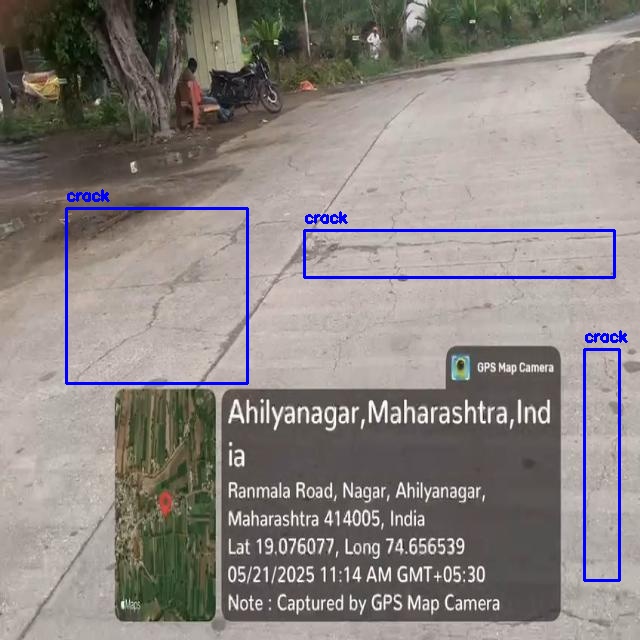 crack
crack
crack
GPS Map Camera
Ahilyanagar,Maharashtra,Ind
ia
Ranmala Road, Nagar, Ahilyanagar,
Maharashtra 414005, India
Lat 19.076077, Long 74.656539
05/21/2025 11:14 AM GMT+05:30
Note : Captured by GPS Map Camera
Maps